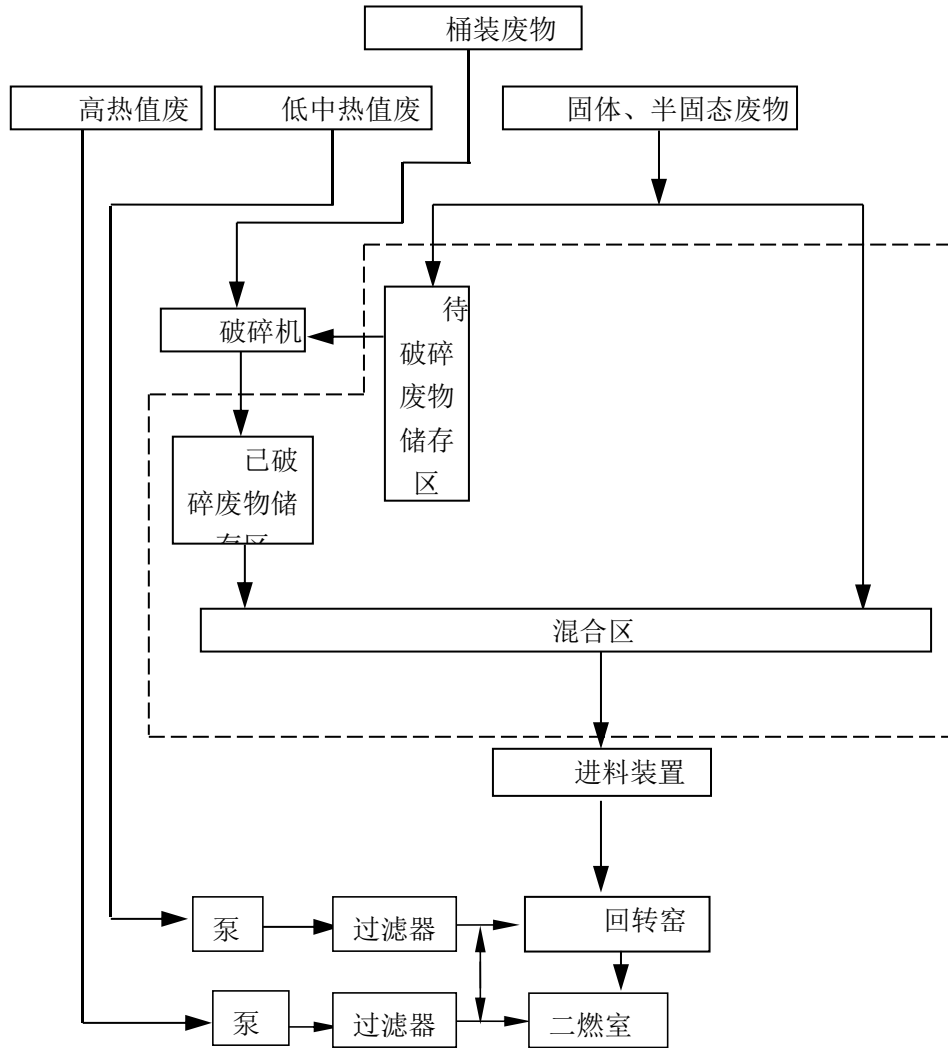 桶装废物
高热值废
低中热值废
固体、半固态废物
待
破碎
废物
储存
区
破碎机
已破
碎废物储
存区
混合区
进料装置
泵
过滤器
回转窑
泵
过滤器
二燃室